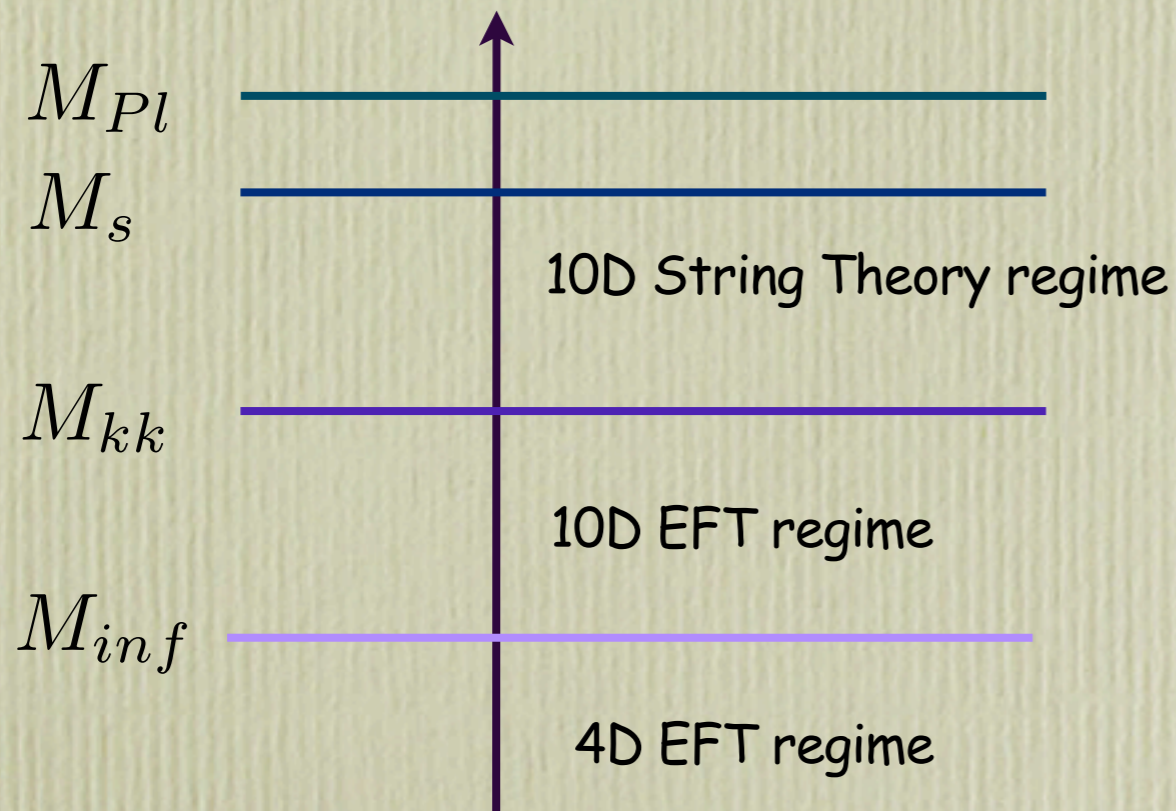 M_{Pl}
M_s
10D String Theory regime
M_{kk}
10D EFT regime
M_{inf}
4D EFT regime